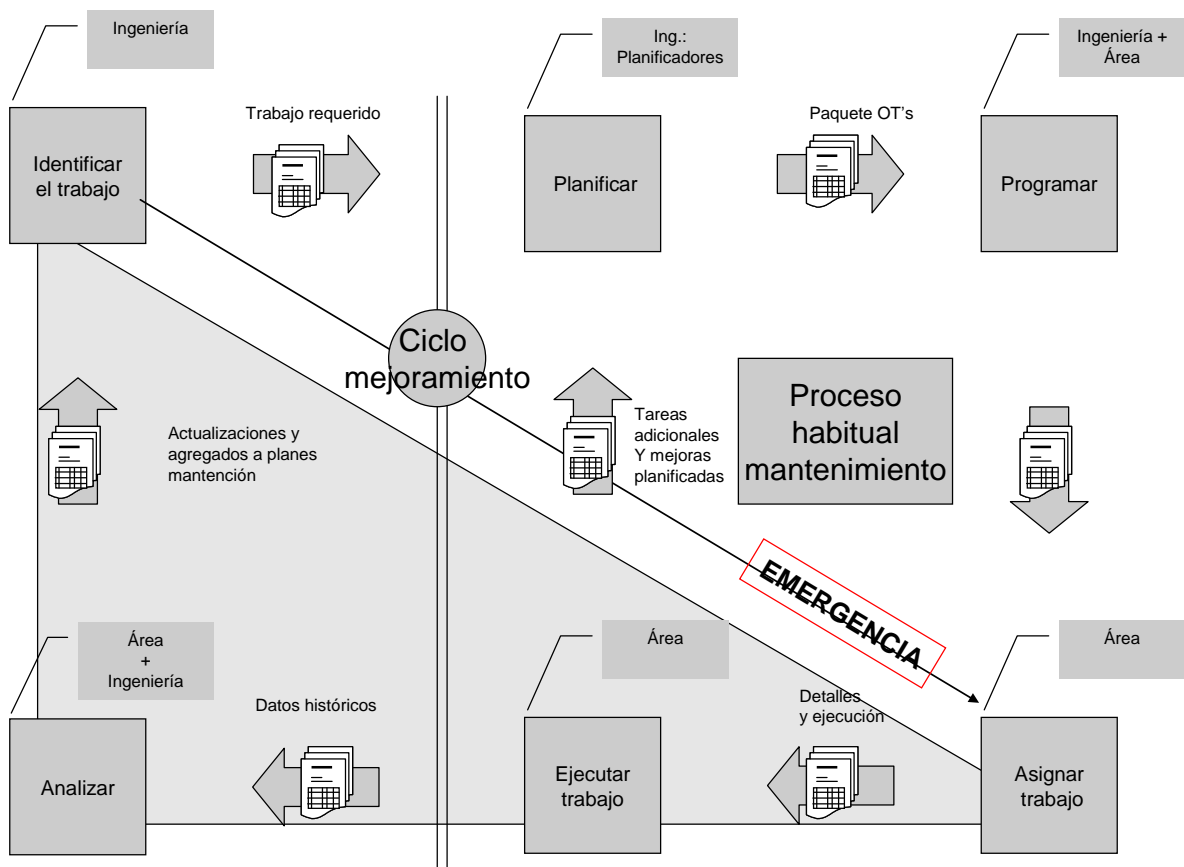 Ingeniería
Ing.:
Planificadores
Ingeniería +
Área
Trabajo requerido
Paquete OT's
Identificar
el trabajo
Planificar
Programar
Ciclo
mejoramiento
Proceso
habitual
mantenimiento
Tareas
adicionales
Y mejoras
planificadas
Actualizaciones y
agregados a planes
mantención
EMERGENCIA
Área
+
Ingeniería
Área
Área
Datos históricos
Detalles
y ejecución
Analizar
Ejecutar
trabajo
Asignar
trabajo